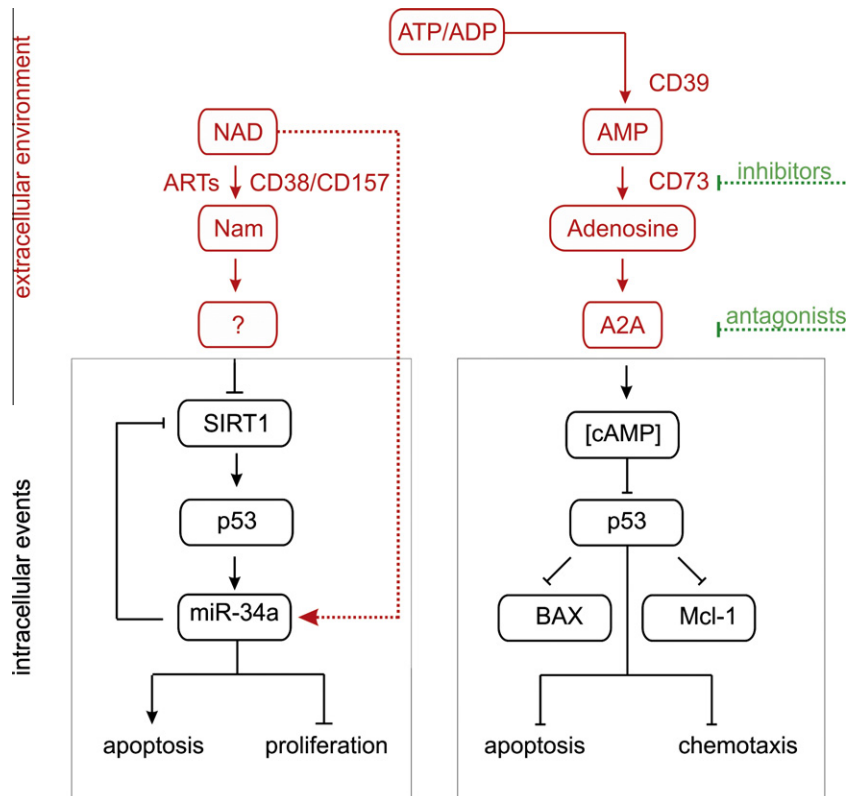 extracellular environment
intracellular events
ATP/ADP
CD39
NAD
AMP
ARTs
CD38/CD157
CD73
inhibitors
Nam
Adenosine
?
A2A
antagonists
SIRT1
[cAMP]
p53
p53
miR-34a
BAX
Mcl-1
apoptosis
proliferation
apoptosis
chemotaxis